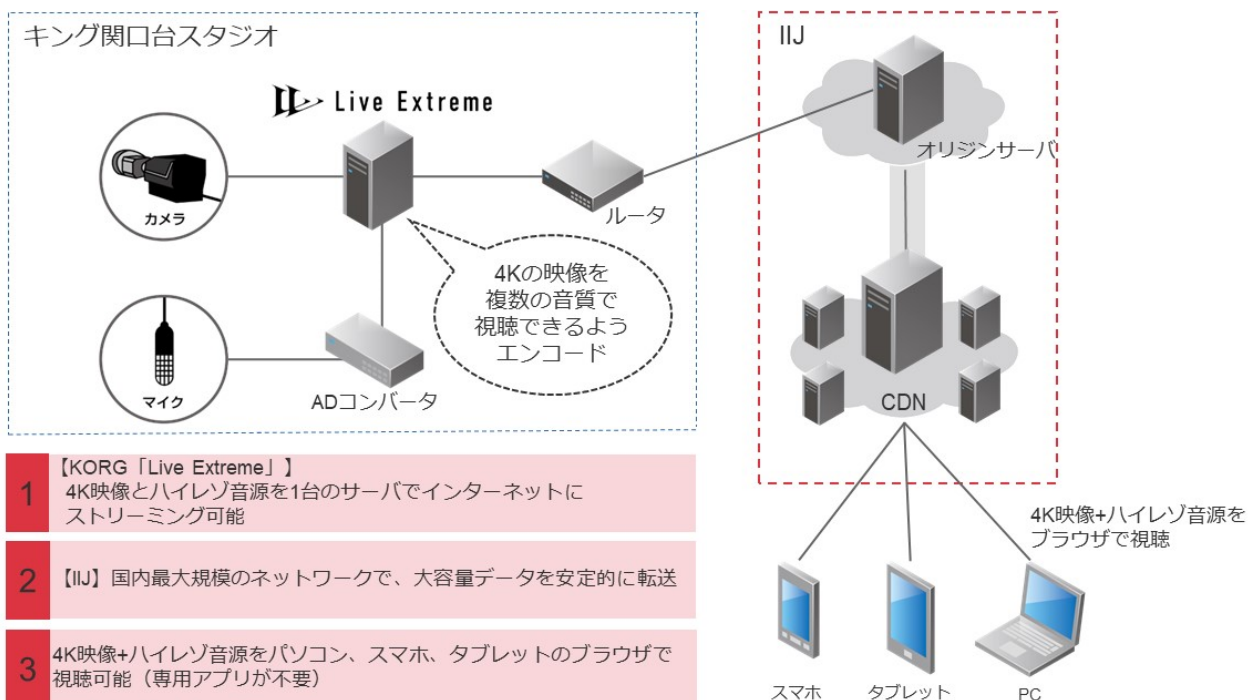 キング関口台スタジオ
Live Extreme
カメラ
ルータ
4Kの映像を
複数の音質で
視聴できるよう
エンコード
マイク
ADコンバータ
IIJ
オリジンサーバ
CDN
4K映像+ハイレゾ音源を
ブラウザで視聴
スマホ
タブレット
PC
1
【KORG「Live Extreme」】
4K映像とハイレゾ音源を1台のサーバでインターネットに
ストリーミング可能
2
【IIJ】国内最大規模のネットワークで、大容量データを安定的に転送
3
4K映像+ハイレゾ音源をパソコン、スマホ、タブレットのブラウザで
視聴可能（専用アプリが不要）